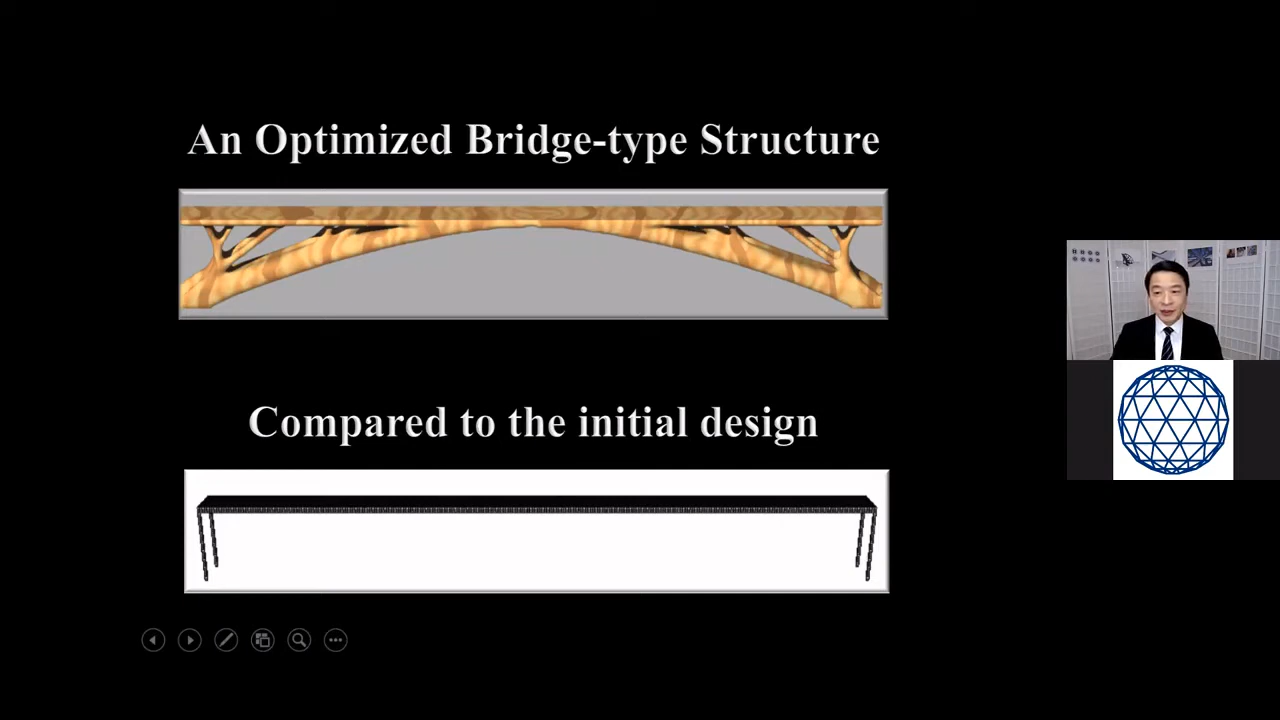 An Optimized Bridge-type Structure
Compared to the initial design